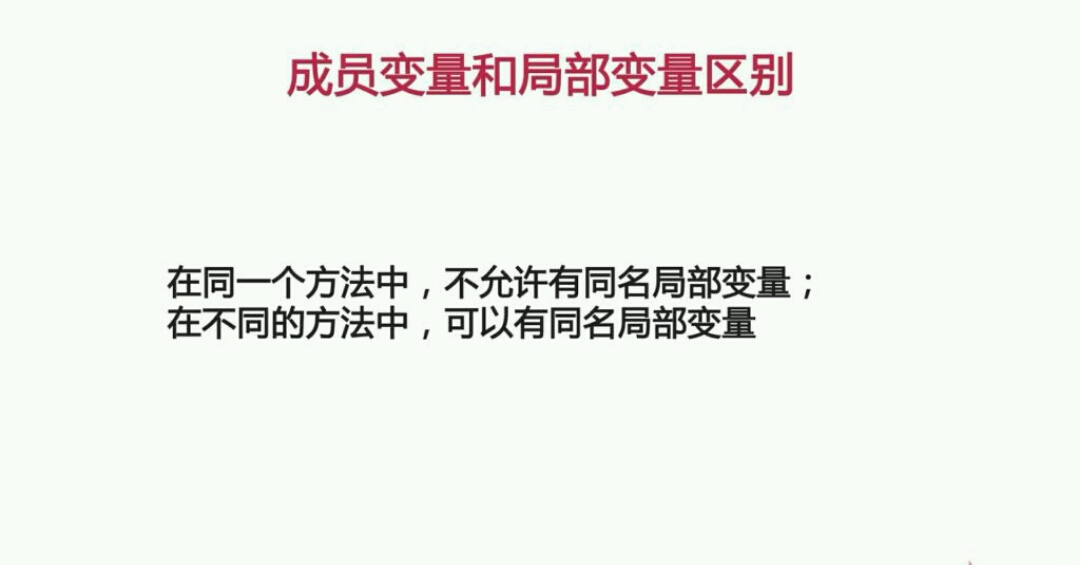 成员变量和局部变量区别
在同一个方法中，不允许有同名局部变量；
在不同的方法中，可以有同名局部变量